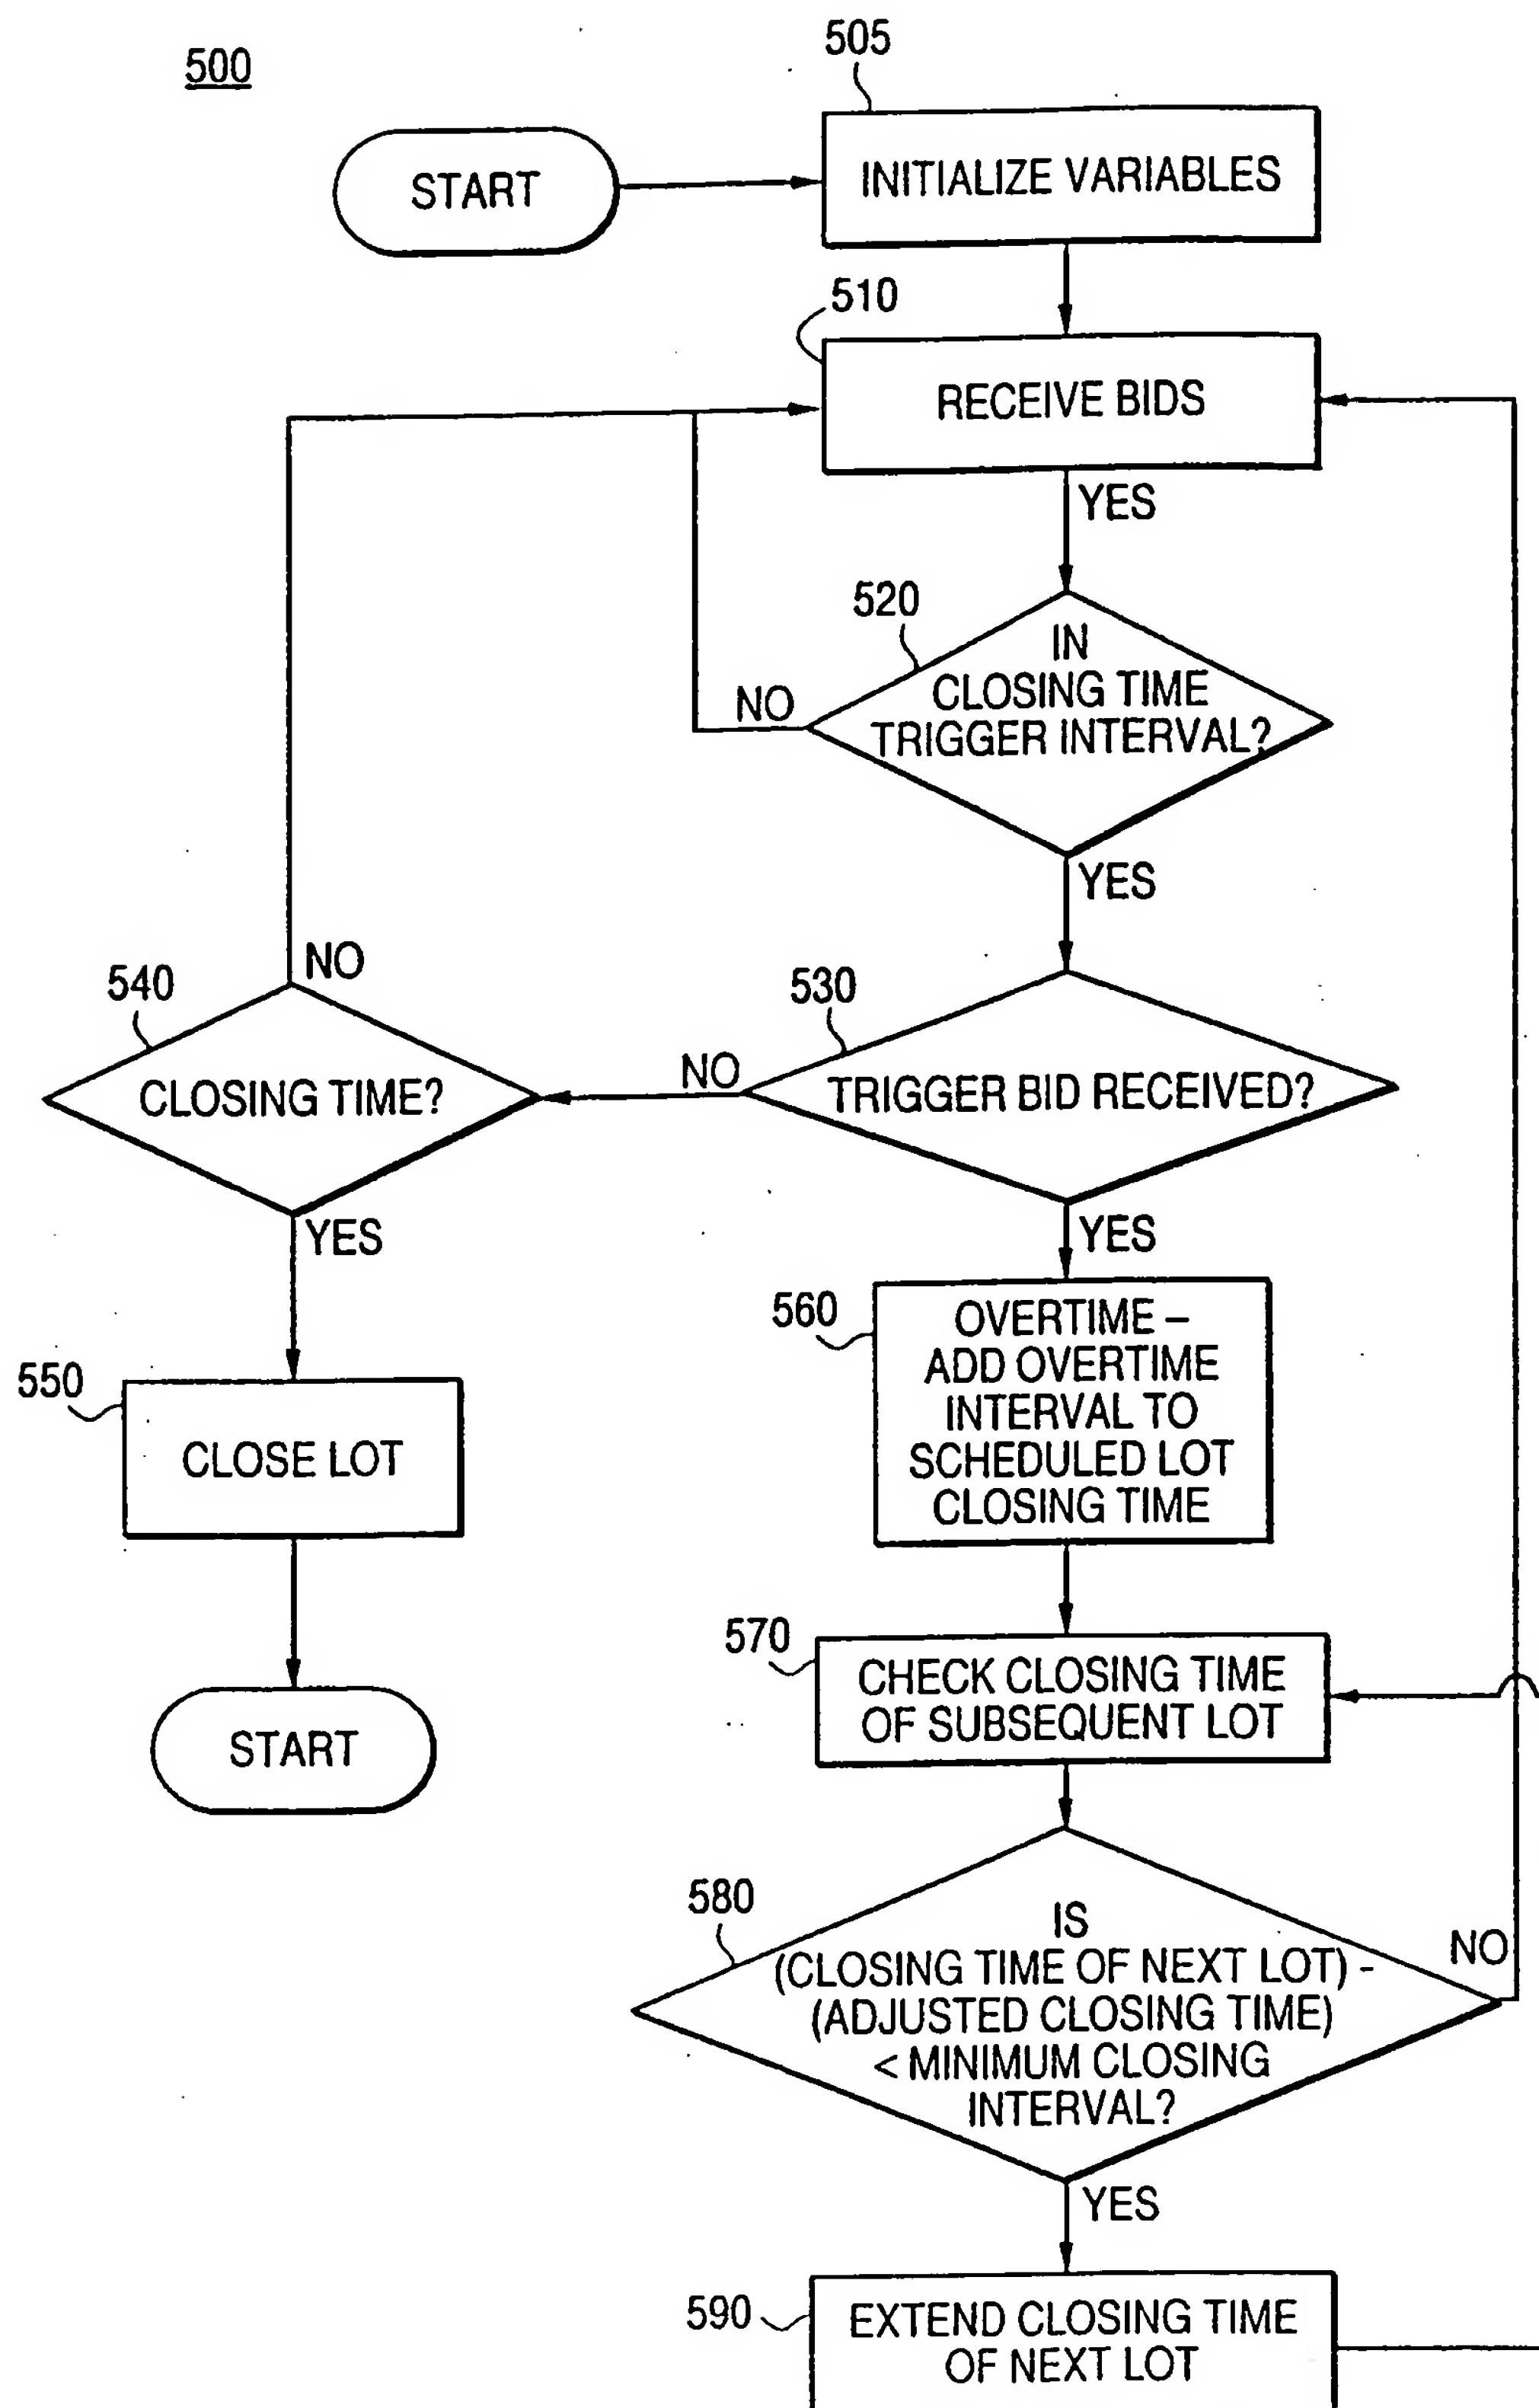 500
505
START
INITIALIZE VARIABLES
510
RECEIVE BIDS
YES
520
IN
CLOSING TIME
TRIGGER INTERVAL?
NO
YES
530
TRIGGER BID RECEIVED?
NO
540
NO
CLOSING TIME?
YES
550
CLOSE LOT
START
YES
560
OVERTIME –
ADD OVERTIME
INTERVAL TO
SCHEDULED LOT
CLOSING TIME
570
CHECK CLOSING TIME
OF SUBSEQUENT LOT
580
IS
(CLOSING TIME OF NEXT LOT) -
(ADJUSTED CLOSING TIME)
< MINIMUM CLOSING
INTERVAL?
NO
YES
590
EXTEND CLOSING TIME
OF NEXT LOT